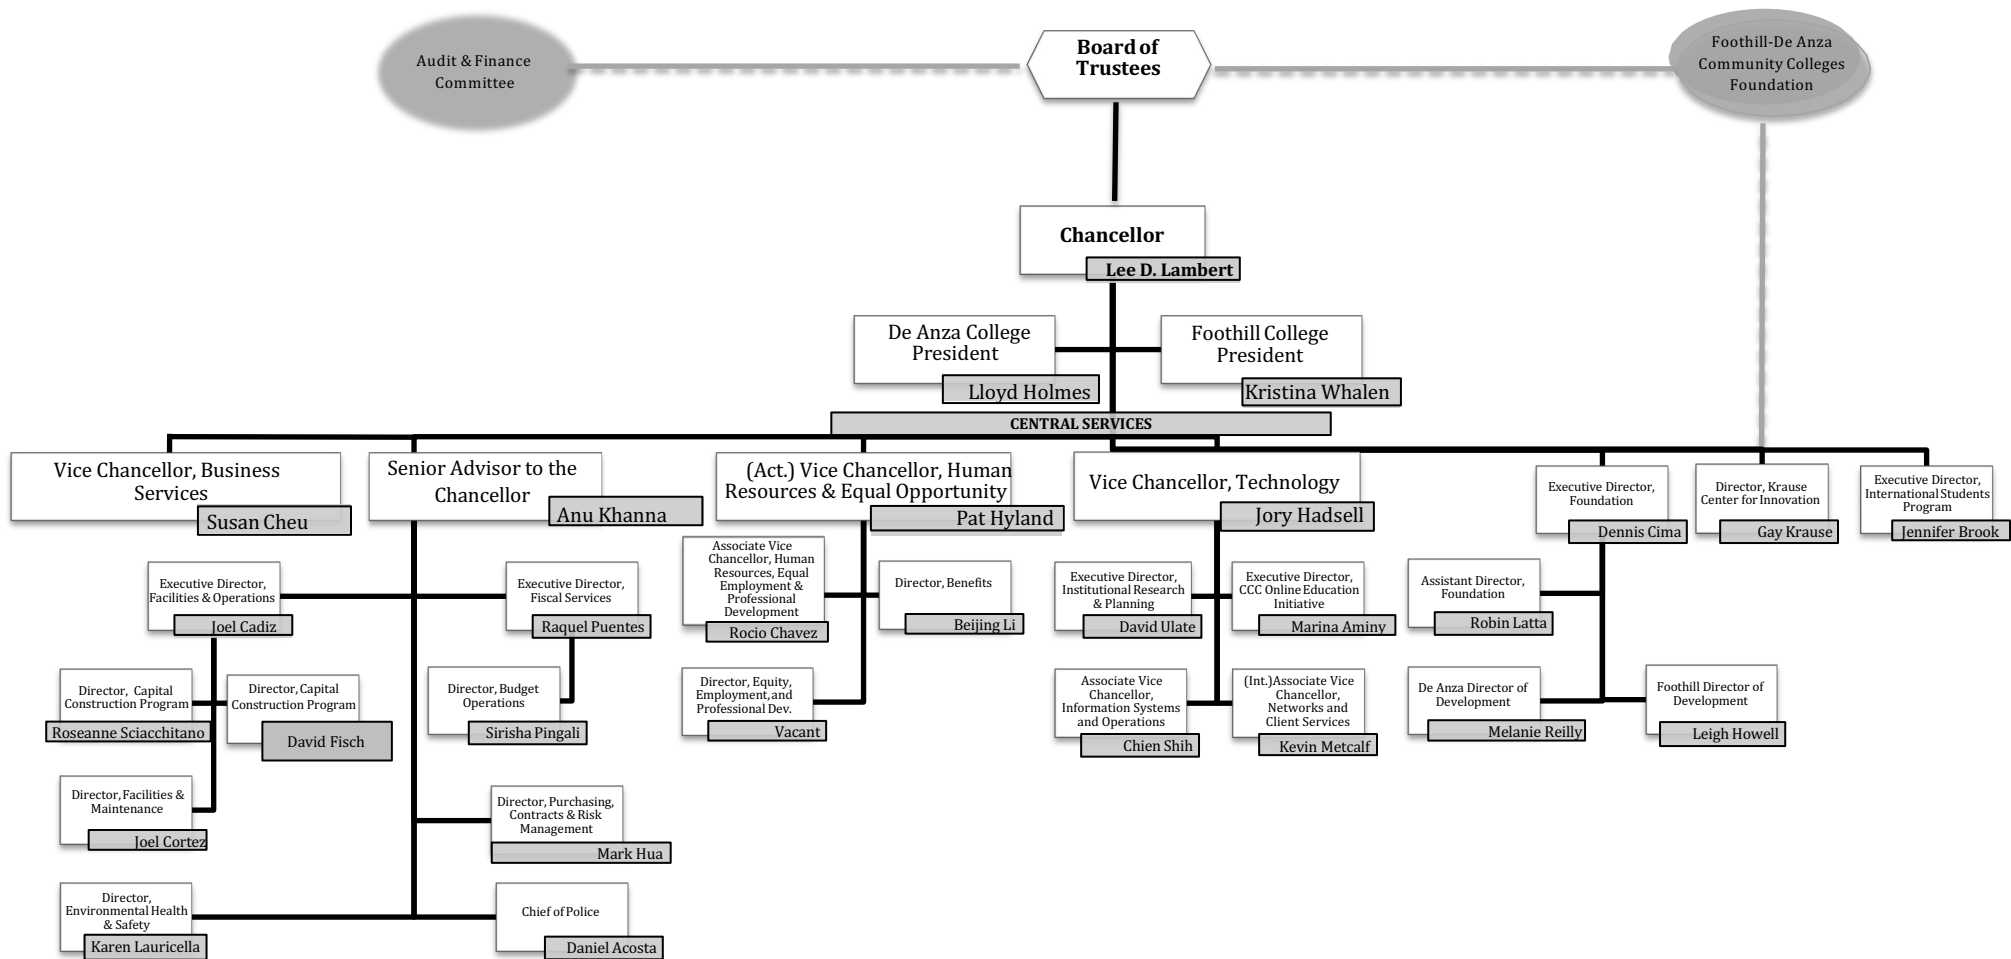 Audit & Finance
Committee
Board of
Trustees
Foothill-De Anza
Community Colleges
Foundation
Chancellor
Lee D. Lambert
De Anza College
President
Lloyd Holmes
Foothill College
President
Kristina Whalen
CENTRAL SERVICES
Vice Chancellor, Business
Services
Susan Cheu
Senior Advisor to the
Chancellor
Anu Khanna
(Act.) Vice Chancellor, Human
Resources & Equal Opportunity
Pat Hyland
Vice Chancellor, Technology
Jory Hadsell
Executive Director,
Foundation
Dennis Cima
Director, Krause
Center for Innovation
Gay Krause
Executive Director,
International Students
Program
Jennifer Brook
Executive Director,
Facilities & Operations
Joel Cadiz
Executive Director,
Fiscal Services
Raquel Puentes
Associate Vice
Chancellor, Human
Resources, Equal
Employment &
Professional
Development
Rocio Chavez
Director, Benefits
Beijing Li
Executive Director,
Institutional Research
& Planning
David Ulate
Executive Director,
CCC Online Education
Initiative
Marina Aminy
Assistant Director,
Foundation
Robin Latta
Director, Capital
Construction Program
Roseanne Sciacchitano
Director, Capital
Construction Program
David Fisch
Director, Budget
Operations
Sirisha Pingali
Director, Equity,
Employment, and
Professional Dev.
Vacant
Associate Vice
Chancellor,
Information Systems
and Operations
Chien Shih
(Int.)Associate Vice
Chancellor,
Networks and
Client Services
Kevin Metcalf
De Anza Director of
Development
Melanie Reilly
Foothill Director of
Development
Leigh Howell
Director, Facilities &
Maintenance
Joel Cortez
Director, Purchasing,
Contracts & Risk
Management
Mark Hua
Director,
Environmental Health
& Safety
Karen Lauricella
Chief of Police
Daniel Acosta